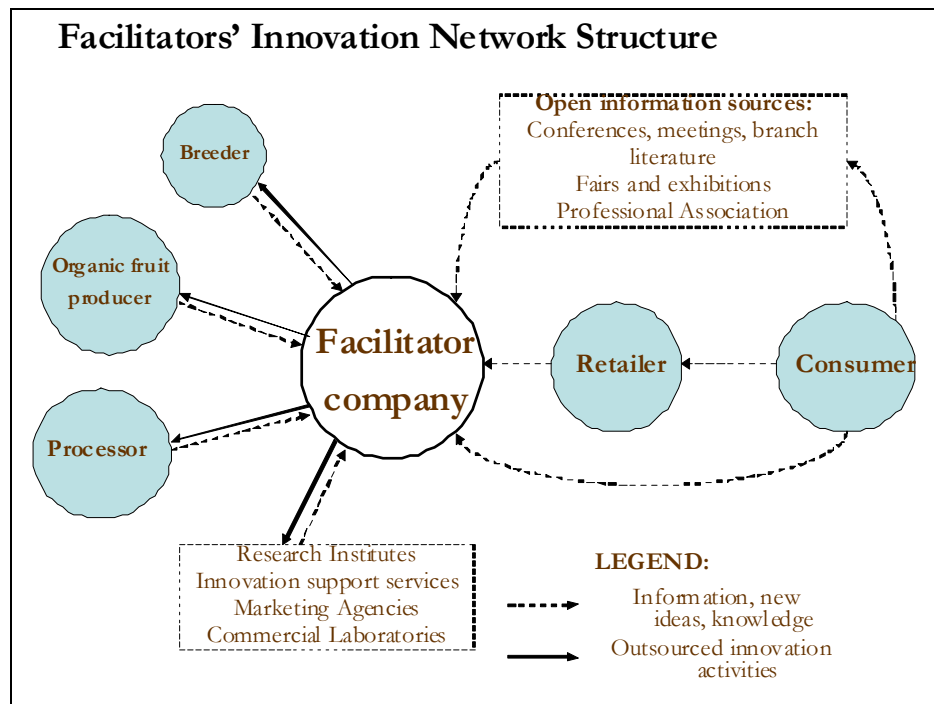 Facilitators' Innovation Network Structure
Open information sources:
Conferences, meetings, branch
literature
Fairs and exhibitions
Professional Association
Breeder
Organic fruit
producer
Facilitator
company
Retailer
Consumer
Processor
Research Institutes
Innovation support services
Marketing Agencies
Commercial Laboratories
LEGEND:
Information, new
ideas, knowledge
Outsourced innovation
activities